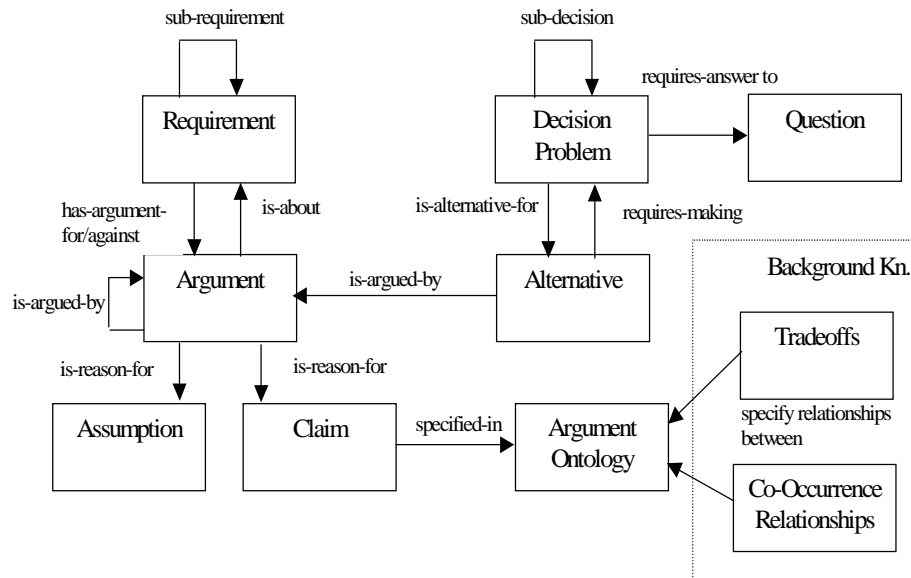 sub-requirement
sub-decision
requires-answer to
Requirement
Decision
Problem
Question
has-argument-
for/against
is-about
is-alternative-for
requires-making
Background Kn.
is-argued-by
Argument
is-argued-by
Alternative
Tradeoffs
is-reason-for
is-reason-for
specify relationships
between
Assumption
Claim
specified-in
Argument
Ontology
Co-Occurrence
Relationships